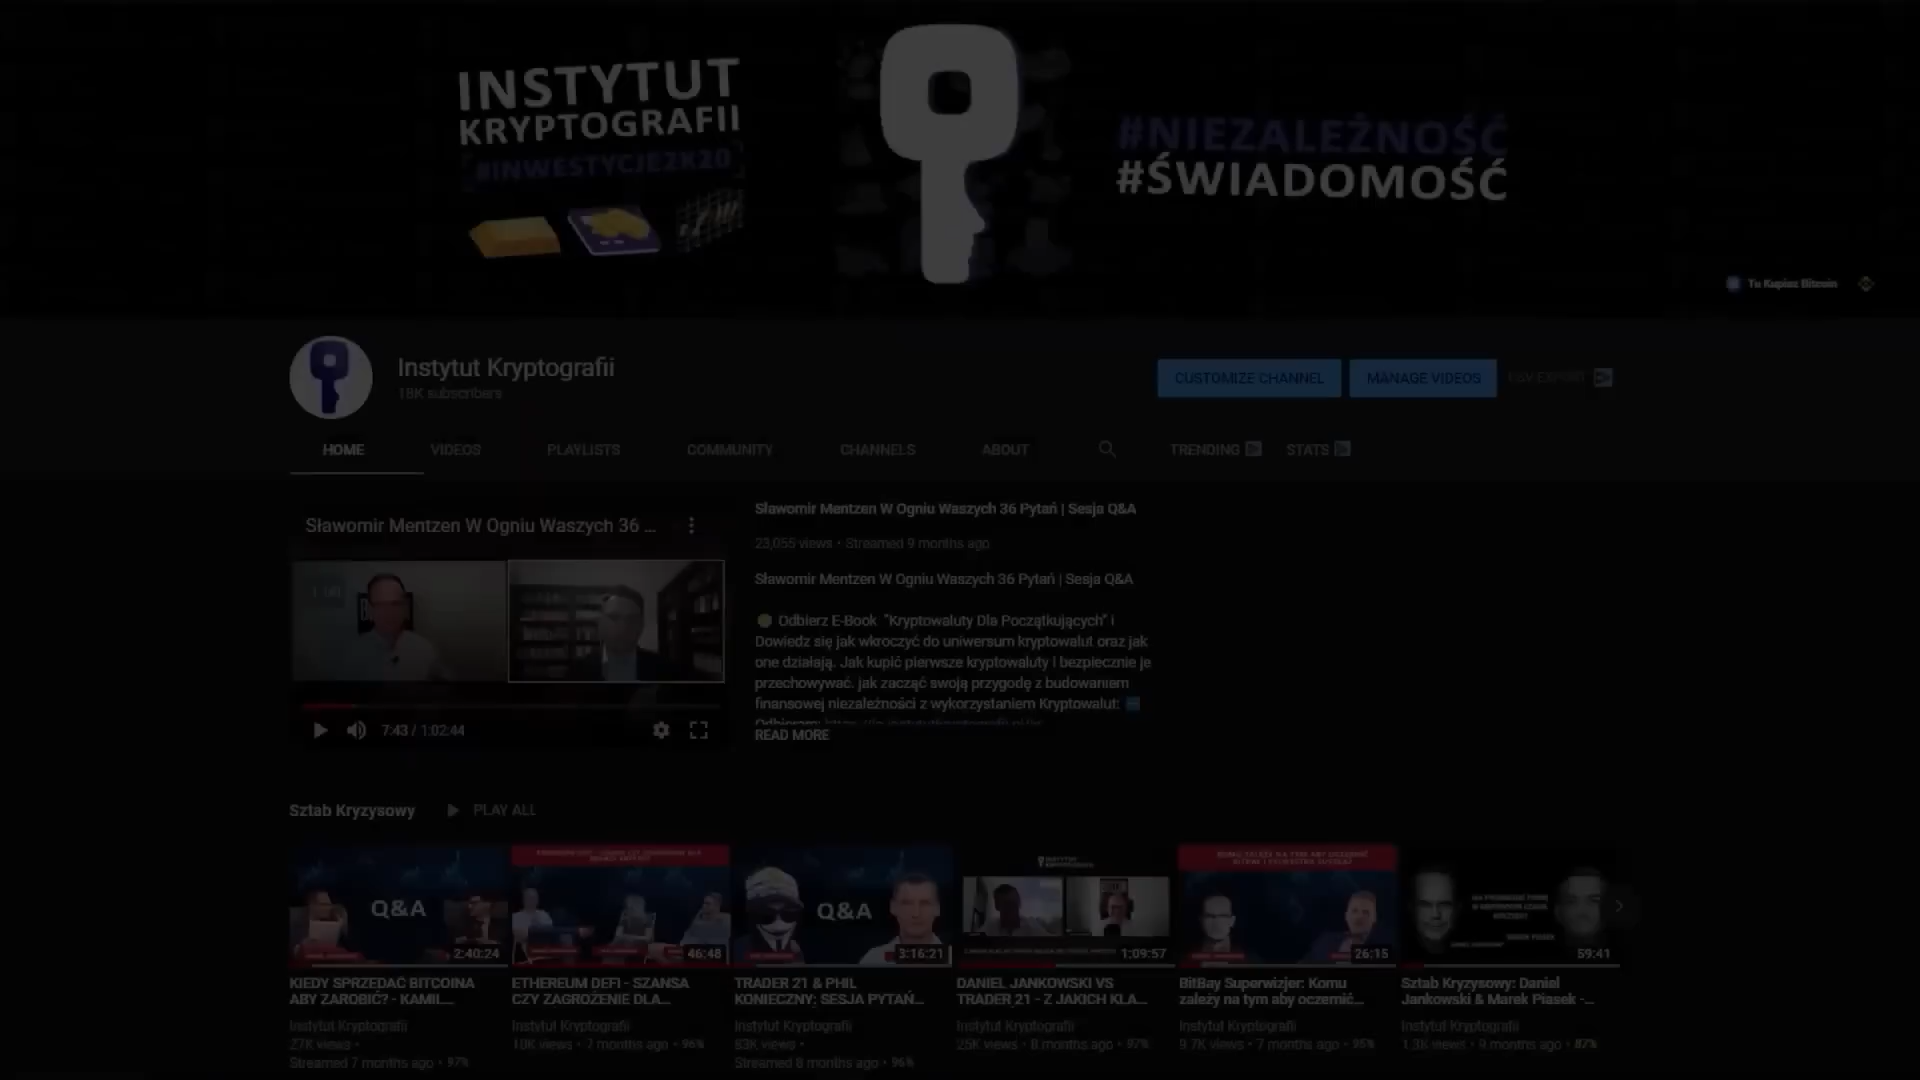 INSTYTUT
KRYPTOGRAFII
#INWESTYCJE2K20
#NIEZALEŻNOŚĆ
#ŚWIADOMOŚĆ
Tu Kupisz Bitcoin
Instytut Kryptografii
18K subscribers
CUSTOMIZE CHANNEL
MANAGE VIDEOS
CSV EXPORT
HOME
VIDEOS
PLAYLISTS
COMMUNITY
CHANNELS
ABOUT
TRENDING
STATS
Sławomir Mentzen W Ogniu Waszych 36 ...
7:43 / 1:02:44
Sławomir Mentzen W Ogniu Waszych 36 Pytań | Sesja Q&A
23,055 views • Streamed 9 months ago
Sławomir Mentzen W Ogniu Waszych 36 Pytań | Sesja Q&A
Odbierz E-Book "Kryptowaluty Dla Początkujących" i
Dowiedz się jak wkroczyć do uniwersum kryptowalut oraz jak
one działają. Jak kupić pierwsze kryptowaluty i bezpiecznie je
przechowywać. jak zacząć swoją przygodę z budowaniem
finansowej niezależności z wykorzystaniem Kryptowalut:
READ MORE
Sztab Kryzysowy
PLAY ALL
Q&A
2:40:24
KIEDY SPRZEDAĆ BITCOINA
ABY ZAROBIĆ? - KAMIL...
Instytut Kryptografii
27K views •
Streamed 7 months ago • 97%
46:48
ETHEREUM DEFI - SZANSA
CZY ZAGROŻENIE DLA...
Instytut Kryptografii
18K views • 7 months ago • 96%
Q&A
3:16:21
TRADER 21 & PHIL
KONIECZNY: SESJA PYTAŃ...
Instytut Kryptografii
83K views •
Streamed 8 months ago • 96%
1:09:57
DANIEL JANKOWSKI VS
TRADER 21 - Z JAKICH KLA...
Instytut Kryptografii
25K views • 8 months ago • 97%
26:15
BitBay Superwizjer: Komu
zależy na tym aby oczernić...
Instytut Kryptografii
9.7K views • 7 months ago • 95%
59:41
Sztab Kryzysowy: Daniel
Jankowski & Marek Piasek -...
Instytut Kryptografii
1.3K views • 9 months ago • 87%